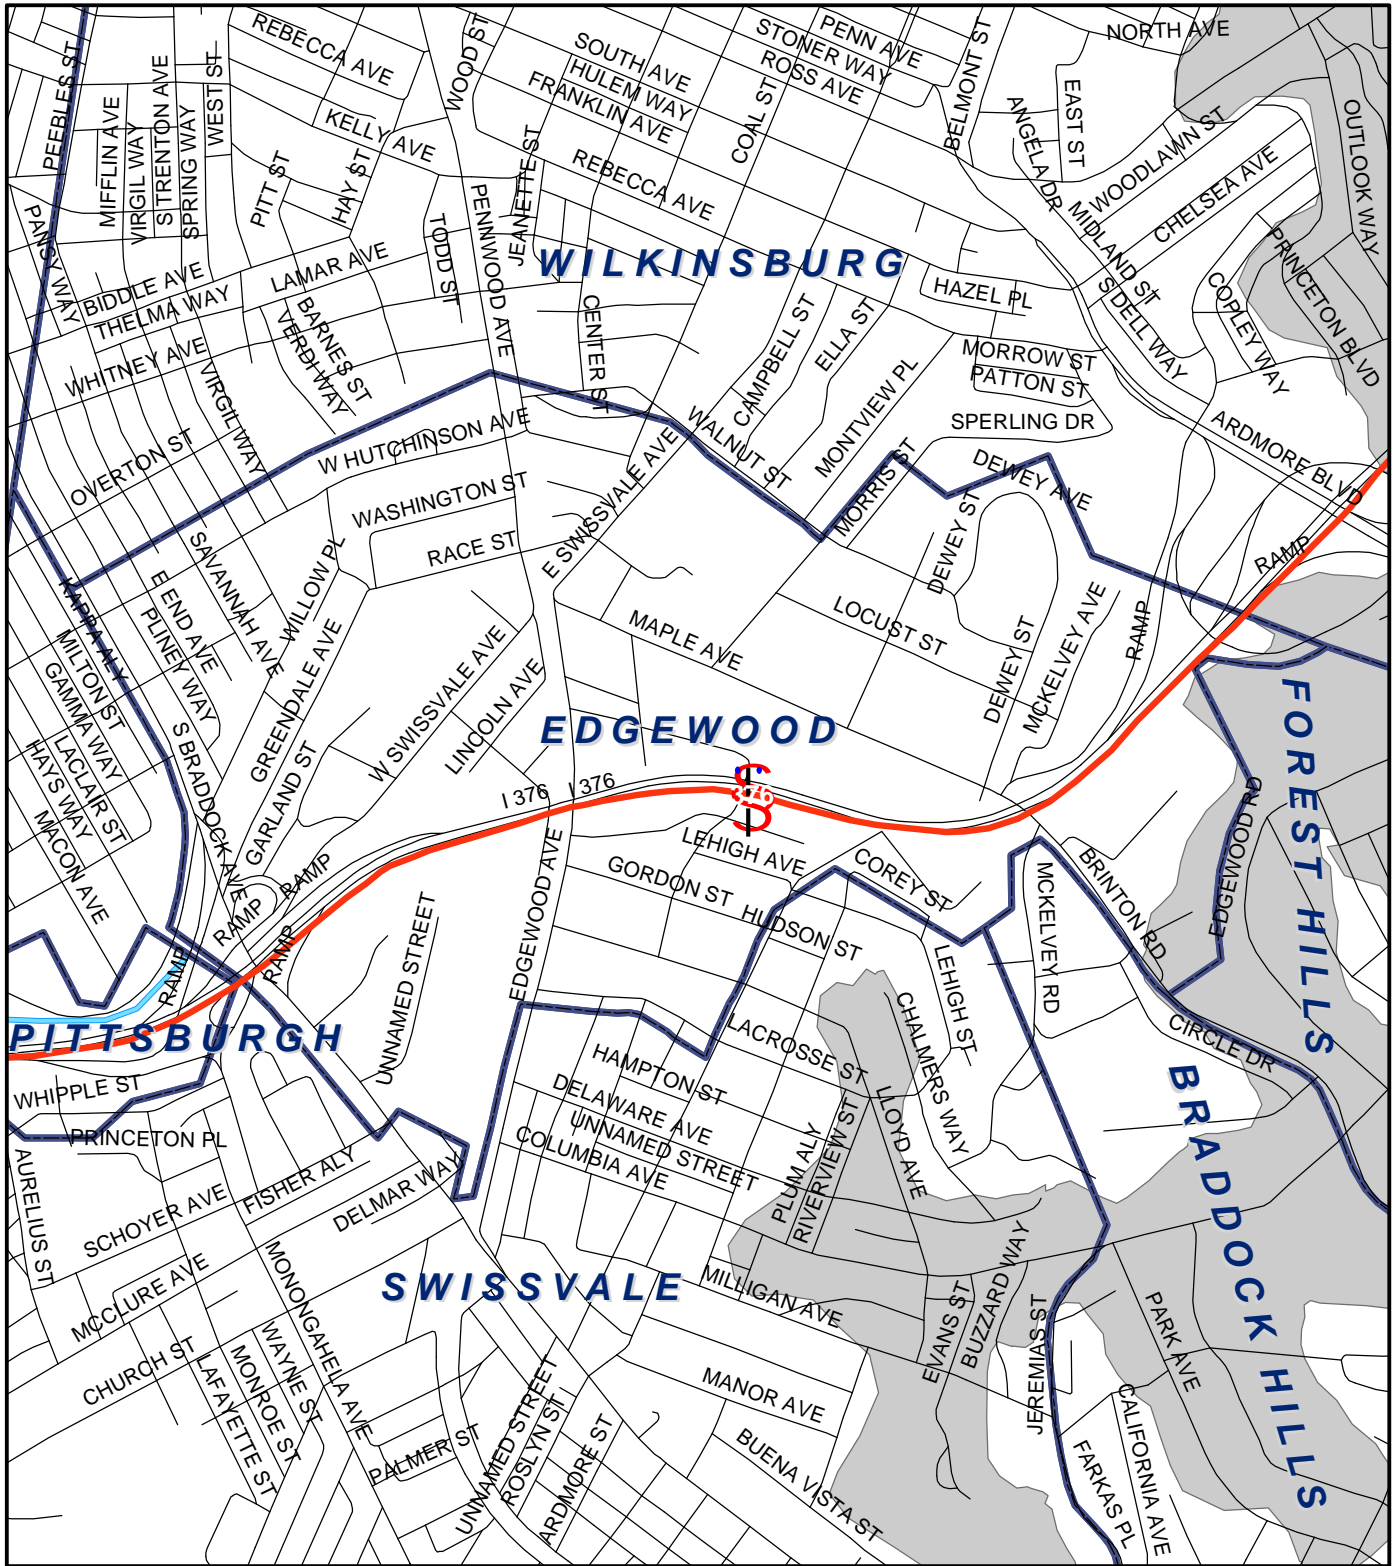 NORTH AVE
PENN AVE
STONER WAY
ROSS AVE
SOUTH AVE
HULEM WAY
FRANKLIN AVE
REBECCA AVE
WOOD ST
BELMONT ST
COAL ST
PEEBLES ST
MIFFLIN AVE
VIRGIL WAY
S TRENTON AVE
SPRING WAY
WEST ST
KELLY AVE
PITT ST
HAY ST
JEANETTE ST
REBECCA AVE
EAST ST
ANGELA DR
WOODLAWN ST
CHELSEA AVE
OUTLOOK WAY
MIDLAND ST
PRINCETON BLVD
COPLEY WAY
S DELL WAY
PANSY WAY
BIDDLE AVE
THELMA WAY
LAMAR AVE
TODD ST
PENNWOOD AVE
WILKINSBURG
HAZEL PL
CENTER ST
CAMPBELL ST
ELLA ST
BARNES ST
VERDI WAY
WHITNEY AVE
VIRGIL WAY
MORROW ST
PATTON ST
MONTVIEW PL
SPERLING DR
ARDMORE BLVD
OVERTON ST
W HUTCHINSON AVE
WALNUT ST
MORRIS ST
DEWEY AVE
WASHINGTON ST
E SWISSVALE AVE
RACE ST
DEWEY ST
RAMP
SAVANNAH AVE
WILLOW PL
E END AVE
PLINEY WAY
KAPPA ALY
MILTON ST
GAMMA WAY
LACLAIR ST
HAYS WAY
MACON AVE
MAPLE AVE
LOCUST ST
DEWEY ST
MCKELVEY AVE
RAMP
GREENDALE AVE
W SWISSVALE AVE
LINCOLN AVE
S BRADDOCK AVE
GARLAND ST
EDGEWOOD
FOREST HILLS
I 376
I 376
376
EDGEWOOD RD
LEHIGH AVE
GORDON ST
COREY ST
HUDSON ST
MCKELVEY RD
BRINTON RD
RAMP
RAMP
RAMP
RAMP
UNNAMED STREET
EDGEWOOD AVE
LEHIGH ST
CHALMERS WAY
CIRCLE DR
PITTSBURGH
LACROSSE ST
HAMPTON ST
DELAWARE AVE
UNNAMED STREET
COLUMBIA AVE
LLOYD AVE
PLUM ALY
RIVERVIEW ST
BRADDOCK HILLS
WHIPPLE ST
PRINCETON PL
AURELIUS ST
SCHOYER AVE
FISHER ALY
DELMAR WAY
MCCLURE AVE
MONONGAHELA AVE
SWISSVALE
MILLIGAN AVE
EVANS ST
BUZZARD WAY
JEREMIAS ST
PARK AVE
CHURCH ST
LAFAYETTE ST
MONROE ST
WAYNE ST
PALMER ST
UNNAMED STREET
ROSLYN ST
ARDMORE ST
MANOR AVE
BUENA VISTA ST
FARKAS PL
CALIFORNIA AVE